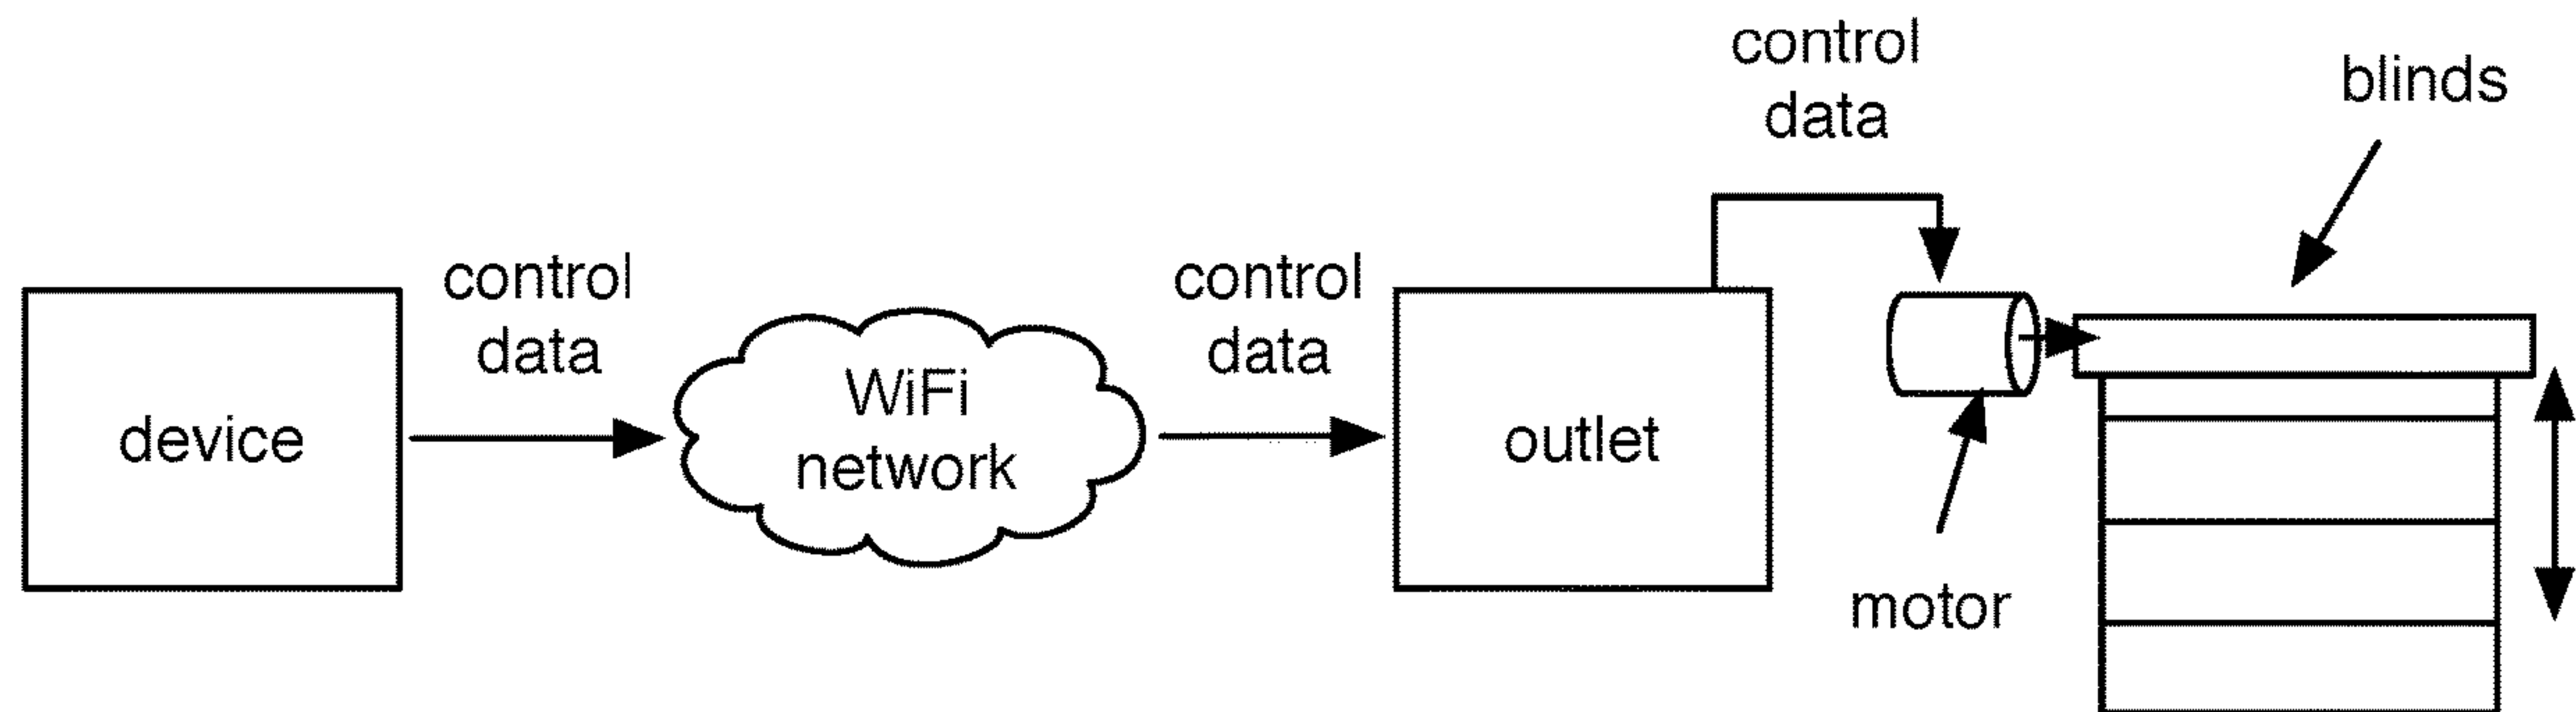 control
data
blinds
control
data
control
data
device
WiFi
network
outlet
motor